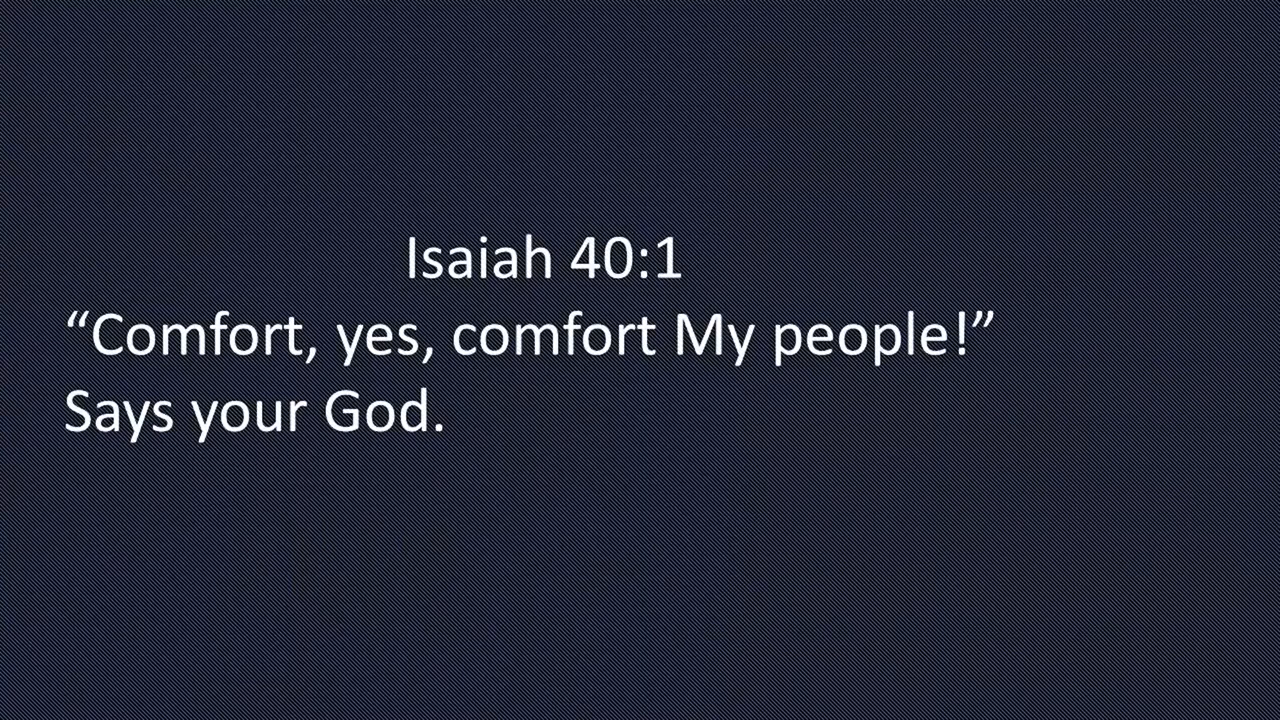 Isaiah 40:1
“Comfort, yes, comfort My people!”
Says your God.